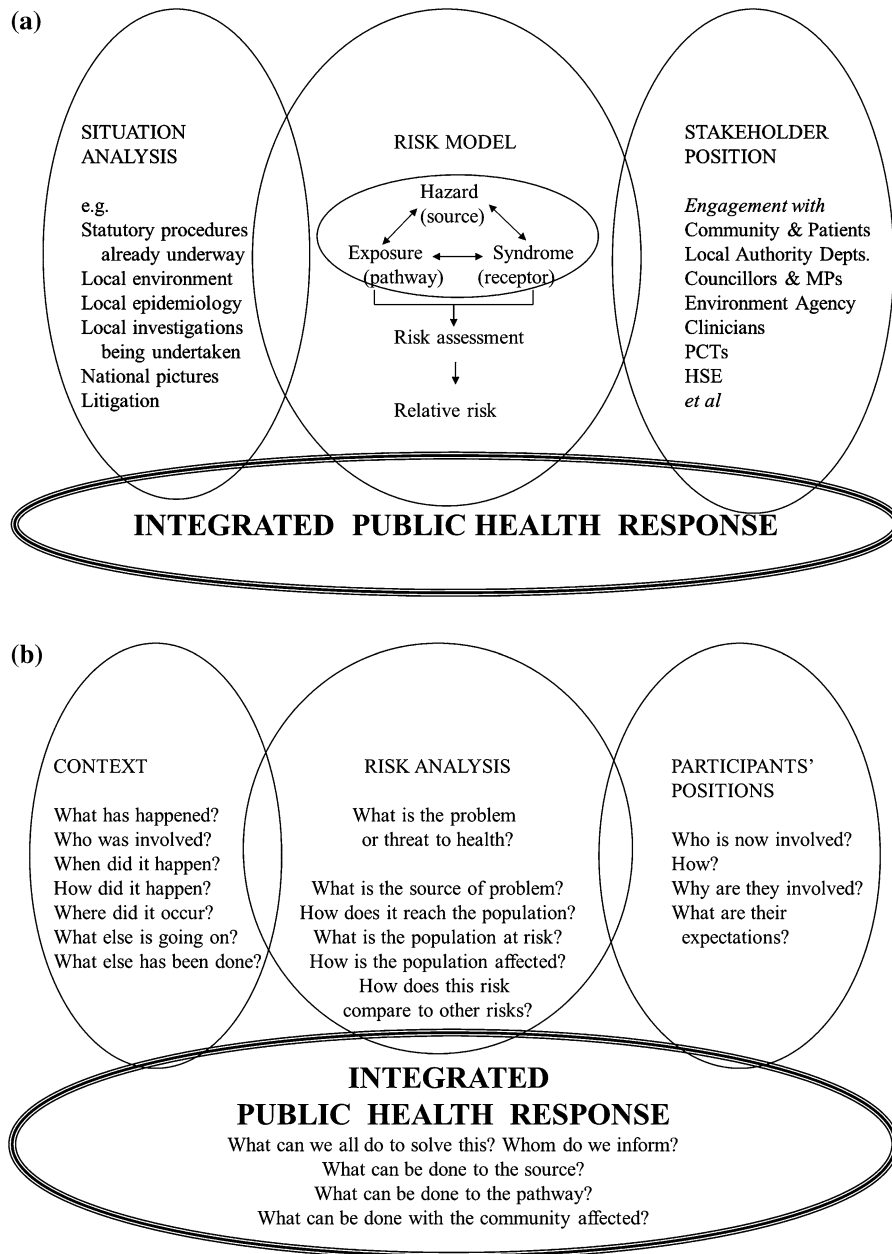 (a)
SITUATION
ANALYSIS
e.g.
Statutory procedures
already underway
Local environment
Local epidemiology
Local investigations
being undertaken
National pictures
Litigation
RISK MODEL
Hazard
(source)
Exposure
(pathway)
Syndrome
(receptor)
Risk assessment
Relative risk
STAKEHOLDER
POSITION
Engagement with
Community & Patients
Local Authority Depts.
Councillors & MPs
Environment Agency
Clinicians
PCTs
HSE
et al
INTEGRATED PUBLIC HEALTH RESPONSE
(b)
CONTEXT
What has happened?
Who was involved?
When did it happen?
How did it happen?
Where did it occur?
What else is going on?
What else has been done?
RISK ANALYSIS
What is the problem
or threat to health?
What is the source of problem?
How does it reach the population?
What is the population at risk?
How is the population affected?
How does this risk
compare to other risks?
PARTICIPANTS'
POSITIONS
Who is now involved?
How?
Why are they involved?
What are their
expectations?
INTEGRATED
PUBLIC HEALTH RESPONSE
What can we all do to solve this? Whom do we inform?
What can be done to the source?
What can be done to the pathway?
What can be done with the community affected?